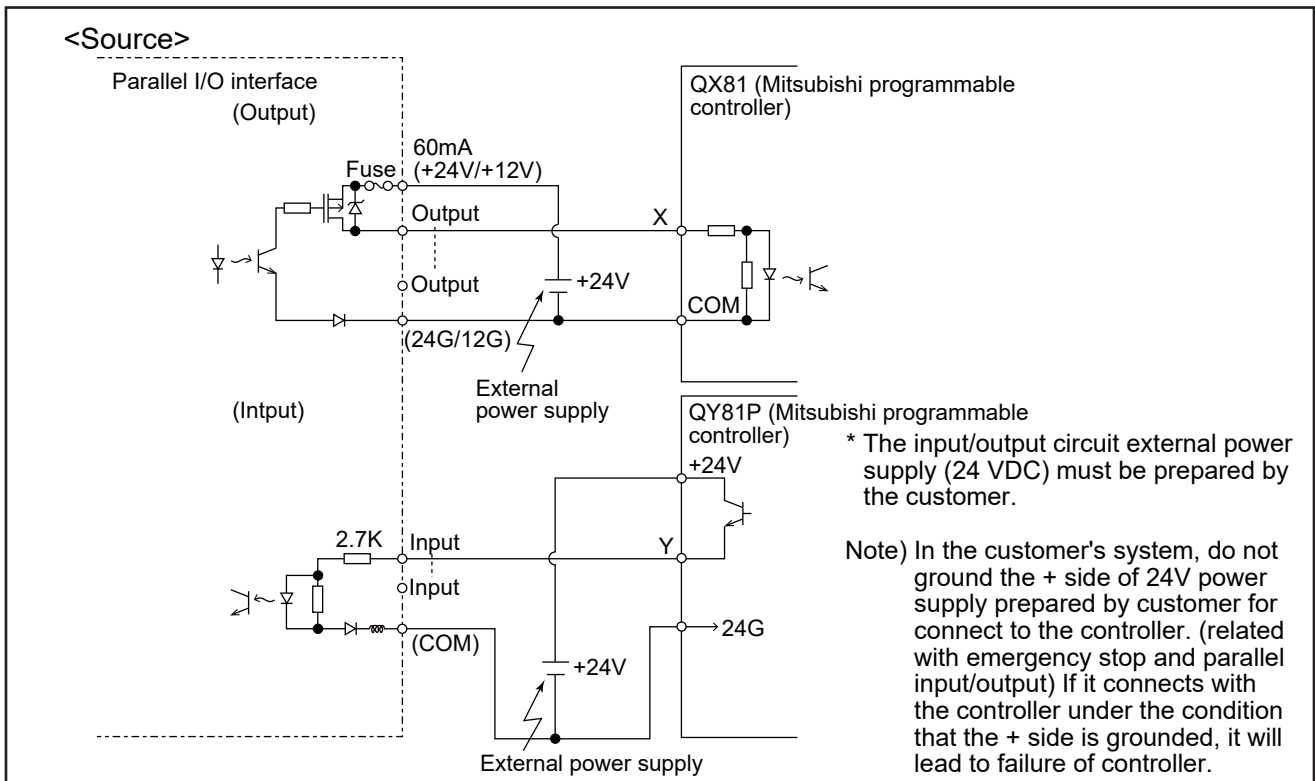 <Source>
Parallel I/O interface
(Output)
QX81 (Mitsubishi programmable
controller)
60mA
Fuse (+24V/+12V)
Output
X
Output
+24V
COM
(24G/12G)
External
power supply
(Intput)
QY81P (Mitsubishi programmable
controller)
+24V
2.7K
Input
Y
Input
(COM)
24G
+24V
External power supply
* The input/output circuit external power
supply (24 VDC) must be prepared by
the customer.
Note) In the customer's system, do not
ground the + side of 24V power
supply prepared by customer for
connect to the controller. (related
with emergency stop and parallel
input/output) If it connects with
the controller under the condition
that the + side is grounded, it will
lead to failure of controller.